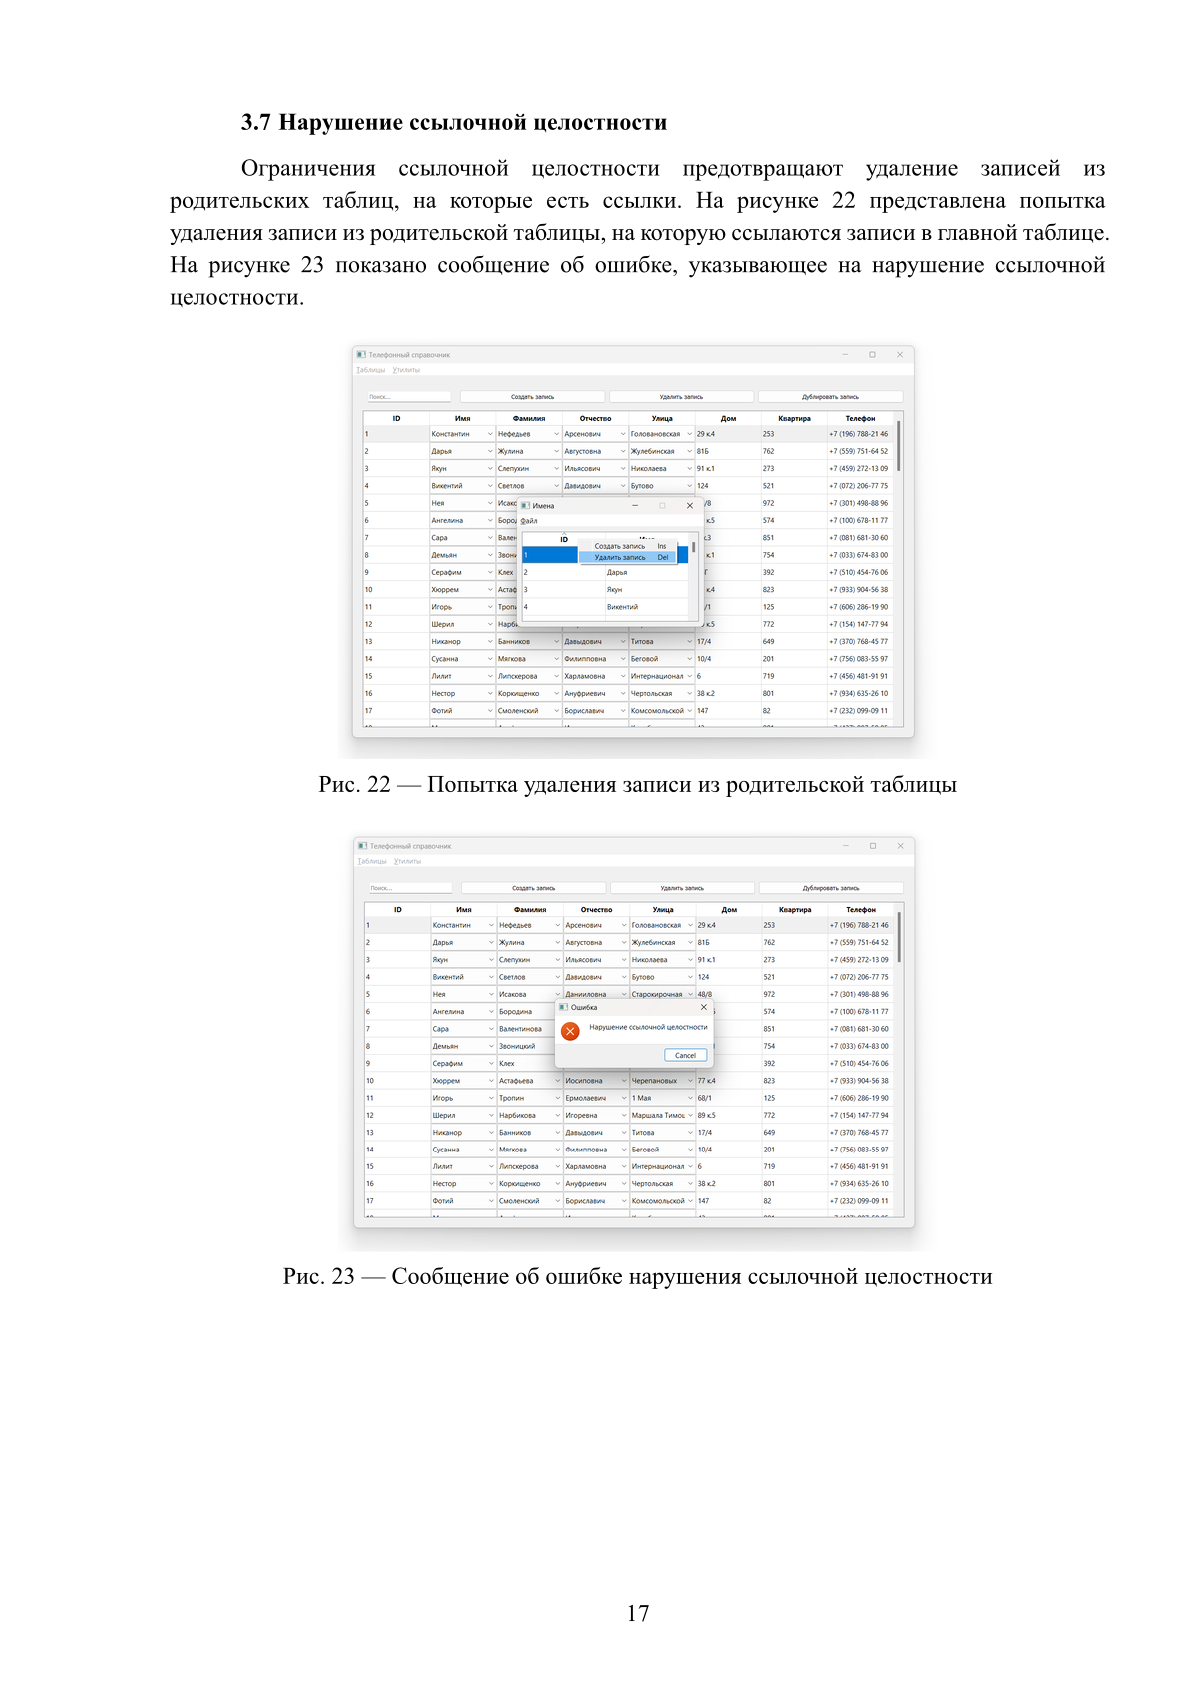 3.7 Нарушение ссылочной целостности
Ограничения ссылочной целостности предотвращают удаление записей из
родительских таблиц, на которые есть ссылки. На рисунке 22 представлена попытка
удаления записи из родительской таблицы, на которую ссылаются записи в главной таблице.
На рисунке 23 показано сообщение об ошибке, указывающее на нарушение ссылочной
целостности.
Телефонный справочник
Таблицы Утилиты
Поиск... Создать запись Удалить запись Дублировать запись
ID Имя Фамилия Отчество Улица Дом Квартира Телефон
1 Константин Нефедьев Арсенович Головановская 29 к.4 253 +7 (196) 788-21 46
2 Дарья Жулина Августовна Жулебинская 81Б 762 +7 (559) 751-64 52
3 Якун Слепухин Ильясович Николаева 91 к.1 273 +7 (459) 272-13 09
4 Викентий Светлов Давидович Бутово 124 521 +7 (072) 206-77 75
5 Нея Исако /8 972 +7 (301) 498-88 96
6 Ангелина Бород к.5 574 +7 (100) 678-11 77
7 Сара Вален к.3 851 +7 (081) 681-30 60
8 Демьян Звони к.1 754 +7 (033) 674-83 00
9 Серафим Клех 392 +7 (510) 454-76 06
10 Хюррем Астаф к.4 823 +7 (933) 904-56 38
11 Игорь Тропи /1 125 +7 (606) 286-19 90
12 Шерил Нарби к.5 772 +7 (154) 147-77 94
13 Никанор Банников Давыдович Титова 17/4 649 +7 (370) 768-45 77
14 Сусанна Мягкова Филипповна Беговой 10/4 201 +7 (756) 083-55 97
15 Лилит Липскерова Харламовна Интернационал 6 719 +7 (456) 481-91 91
16 Нестор Коркищенко Ануфриевич Чертольская 38 к.2 801 +7 (934) 635-26 10
17 Фотий Смоленский Бориславич Комсомольской 147 82 +7 (232) 099-09 11
Имена
Файл
ID
Создать запись Ins
Удалить запись Del
1
2 Дарья
3 Якун
4 Викентий
Рис. 22 — Попытка удаления записи из родительской таблицы
Телефонный справочник
Таблицы Утилиты
Поиск... Создать запись Удалить запись Дублировать запись
ID Имя Фамилия Отчество Улица Дом Квартира Телефон
1 Константин Нефедьев Арсенович Головановская 29 к.4 253 +7 (196) 788-21 46
2 Дарья Жулина Августовна Жулебинская 81Б 762 +7 (559) 751-64 52
3 Якун Слепухин Ильясович Николаева 91 к.1 273 +7 (459) 272-13 09
4 Викентий Светлов Давидович Бутово 124 521 +7 (072) 206-77 75
5 Нея Исакова Данииловна Старокирочная 48/8 972 +7 (301) 498-88 96
6 Ангелина Бородина 574 +7 (100) 678-11 77
7 Сара Валентинова 851 +7 (081) 681-30 60
8 Демьян Звоницкий 754 +7 (033) 674-83 00
9 Серафим Клех 392 +7 (510) 454-76 06
10 Хюррем Астафьева Иосиповна Черепановых 77 к.4 823 +7 (933) 904-56 38
11 Игорь Тропин Ермолаевич 1 Мая 68/1 125 +7 (606) 286-19 90
12 Шерил Нарбикова Игоревна Маршала Тимош 89 к.5 772 +7 (154) 147-77 94
13 Никанор Банников Давыдович Титова 17/4 649 +7 (370) 768-45 77
14 Сусанна Мягкова Филипповна Беговой 10/4 201 +7 (756) 083-55 97
15 Лилит Липскерова Харламовна Интернационал 6 719 +7 (456) 481-91 91
16 Нестор Коркищенко Ануфриевич Чертольская 38 к.2 801 +7 (934) 635-26 10
17 Фотий Смоленский Бориславич Комсомольской 147 82 +7 (232) 099-09 11
Ошибка
Нарушение ссылочной целостности
Cancel
Рис. 23 — Сообщение об ошибке нарушения ссылочной целостности
17